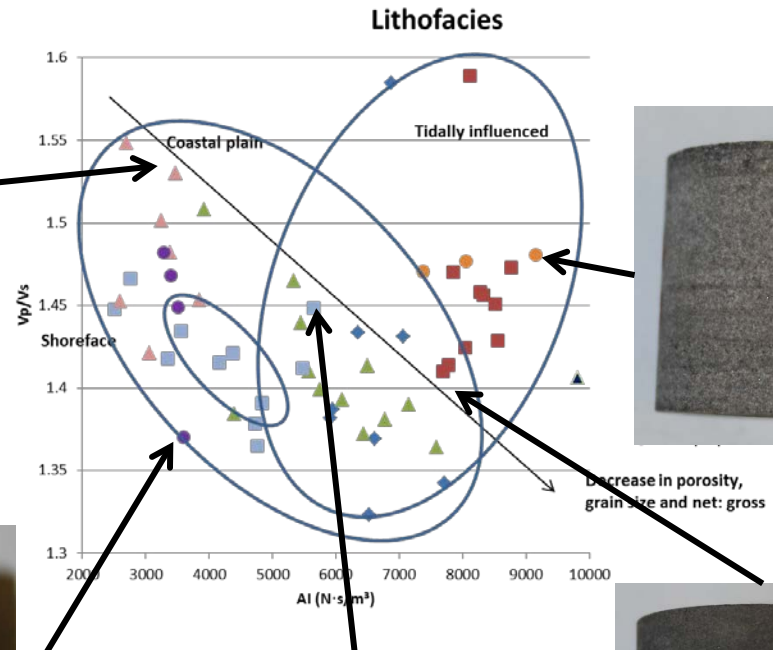 Lithofacies
1.6
1.55
1.5
1.45
1.4
1.35
1.3
Vp/Vs
Coastal plain
Tidally influenced
Shoreface
Decrease in porosity,
grain size and net: gross
2000 3000 4000 5000 6000 7000 8000 9000 10000
AI (N·s/m³)